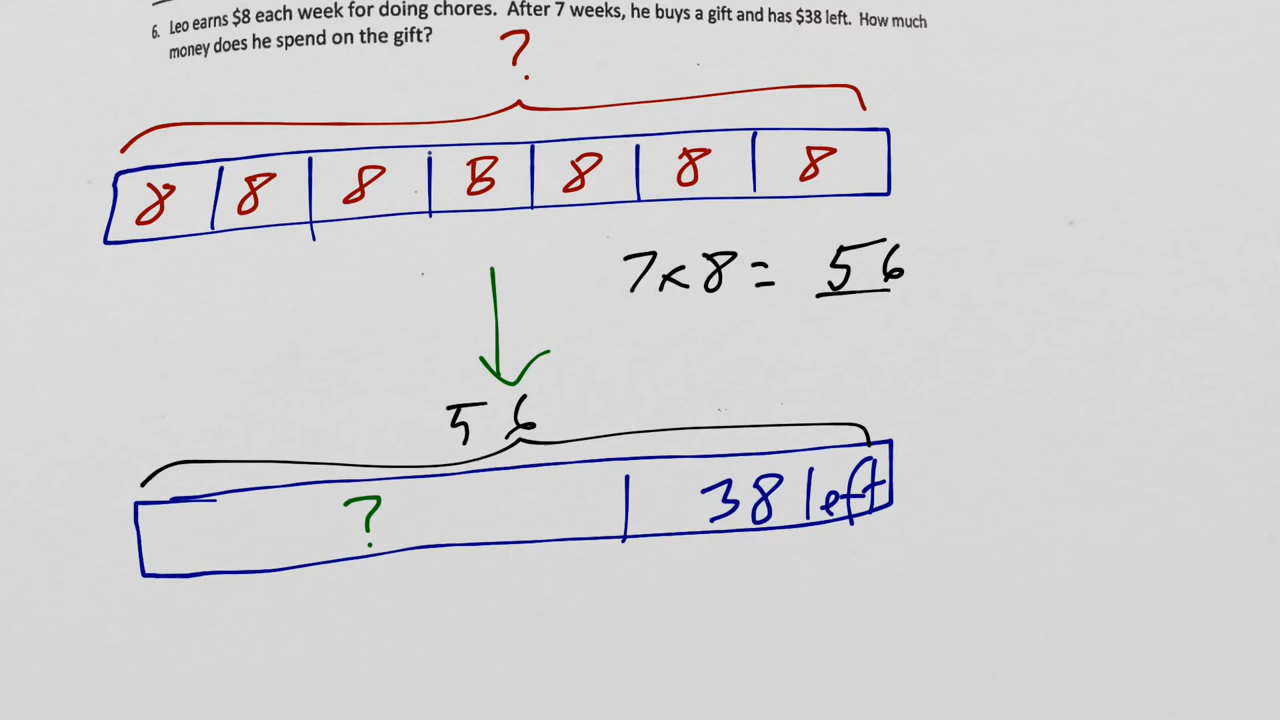 6. Leo earns $8 each week for doing chores. After 7 weeks, he buys a gift and has $38 left. How much
money does he spend on the gift?
?
8 8 8 8 8 8 8
7 × 8 = 56
56
? 38 left